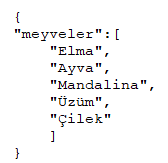 {
"meyveler":[
    "Elma",
    "Ayva",
    "Mandalina",
    "Üzüm",
    "Çilek"
    ]
}